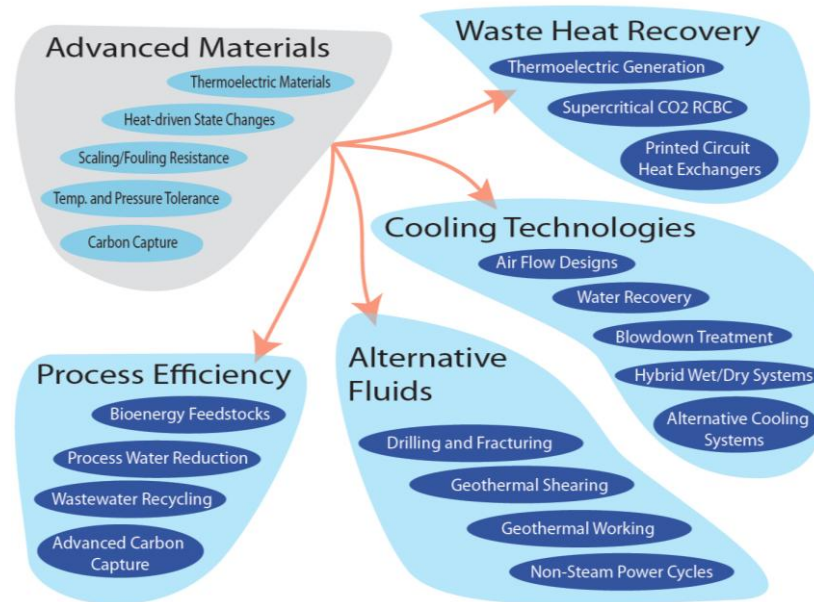 Advanced Materials
Thermoelectric Materials
Heat-driven State Changes
Scaling/Fouling Resistance
Temp. and Pressure Tolerance
Carbon Capture
Waste Heat Recovery
Thermoelectric Generation
Supercritical CO2 RCBC
Printed Circuit
Heat Exchangers
Cooling Technologies
Air Flow Designs
Water Recovery
Blowdown Treatment
Hybrid Wet/Dry Systems
Alternative Cooling
Systems
Process Efficiency
Bioenergy Feedstocks
Process Water Reduction
Wastewater Recycling
Advanced Carbon
Capture
Alternative
Fluids
Drilling and Fracturing
Geothermal Shearing
Geothermal Working
Non-Steam Power Cycles